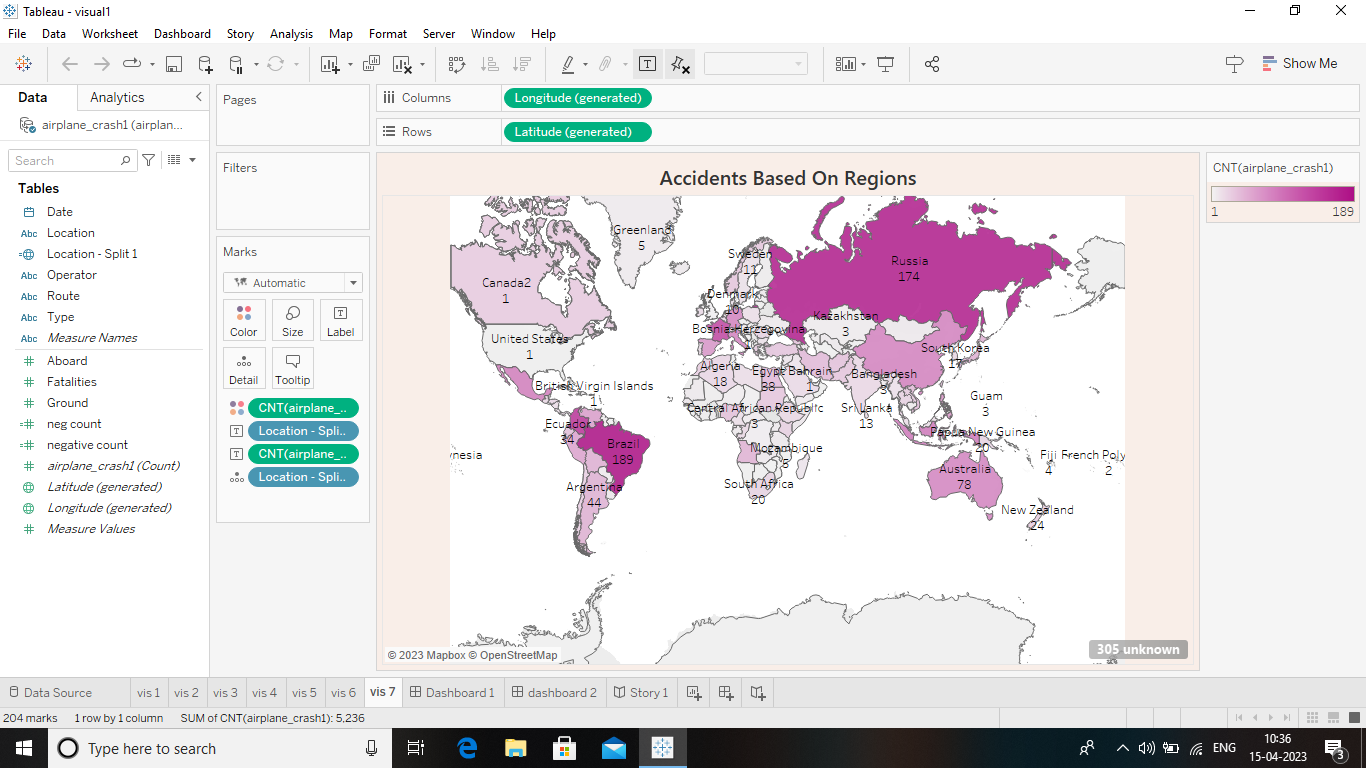 Tableau - visual1
File Data Worksheet Dashboard Story Analysis Map Format Server Window Help
Show Me
Data Analytics
airplane_crash1 (airplan...
Search
Tables
Date
Abc Location
Location - Split 1
Abc Operator
Abc Route
Abc Type
Abc Measure Names
Aboard
Fatalities
Ground
neg count
negative count
airplane_crash1 (Count)
Latitude (generated)
Longitude (generated)
Measure Values
Pages
Filters
Marks
Automatic
Color Size Label
Detail Tooltip
CNT(airplane_..
Location - Spli..
CNT(airplane_..
Location - Spli..
Columns Longitude (generated)
Rows Latitude (generated)
Accidents Based On Regions
Greenland
5
Sweden
11
Russia
174
Canada2
1
Denmark
10
Kazakhstan
3
Bosnia-Herzegovina
1
United States
1
South Korea
17
Algeria
18
Egypt Bahrain
38 1
Bangladesh
9
British Virgin Islands
1
Guam
3
Central African Republic
3
Sri Lanka
13
Ecuador
34
Brazil
189
Papua New Guinea
20
Mozambique
8
ynesia
Fiji French Poly
4 2
Australia
78
South Africa
20
Argentina
44
New Zealand
24
© 2023 Mapbox © OpenStreetMap
305 unknown
CNT(airplane_crash1)
1 189
Data Source vis 1 vis 2 vis 3 vis 4 vis 5 vis 6 vis 7 Dashboard 1 dashboard 2 Story 1
204 marks 1 row by 1 column SUM of CNT(airplane_crash1): 5,236
Type here to search
ENG
10:36
15-04-2023
3